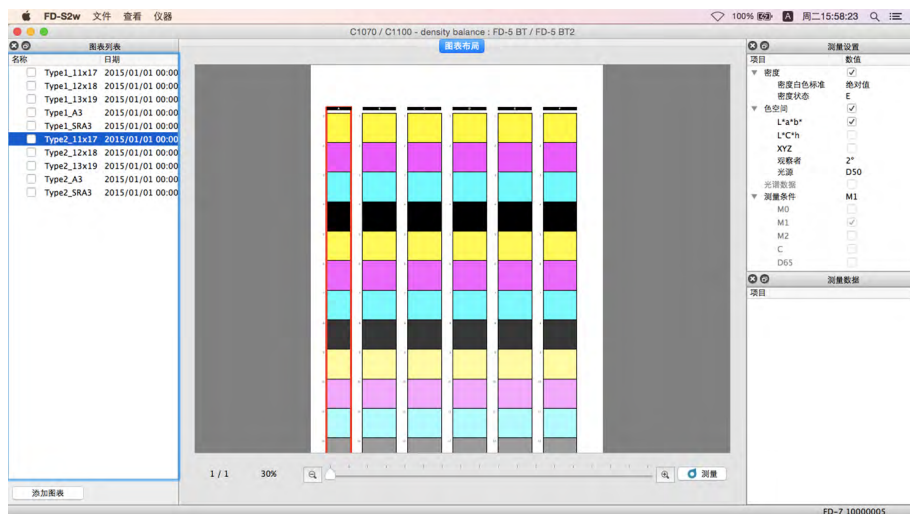 FD-S2w 文件 查看 仪器 100% A 周二15:58:23
C1070 / C1100 - density balance : FD-5 BT / FD-5 BT2
图表列表
名称 日期
Type1_11x17 2015/01/01 00:00
Type1_12x18 2015/01/01 00:00
Type1_13x19 2015/01/01 00:00
Type1_A3 2015/01/01 00:00
Type1_SRA3 2015/01/01 00:00
Type2_11x17 2015/01/01 00:00
Type2_12x18 2015/01/01 00:00
Type2_13x19 2015/01/01 00:00
Type2_A3 2015/01/01 00:00
Type2_SRA3 2015/01/01 00:00
添加图表
图表布局
1 / 1 30% 测量
测量设置
项目 数值
密度
密度白色标准 绝对值
密度状态 E
色空间
L*a*b*
L*C*h
XYZ
观察者 2°
光源 D50
光谱数据
测量条件 M1
M0
M1
M2
C
D65
测量数据
项目
FD-7 10000005